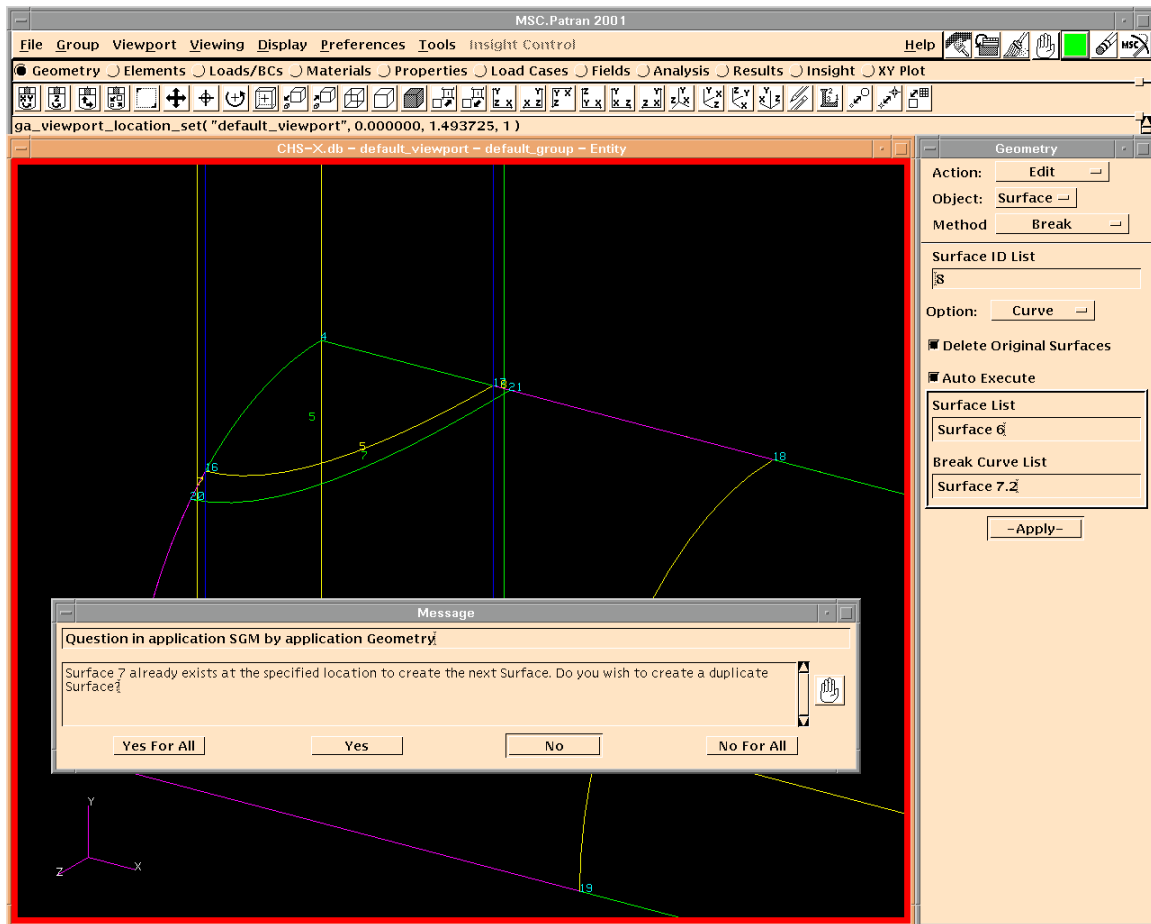 MSC.Patran 2001
File Group Viewport Viewing Display Preferences Tools Insight Control Help
MSC
Geometry Elements Loads/BCs Materials Properties Load Cases Fields Analysis Results Insight XY Plot
ga_viewport_location_set( "default_viewport", 0.000000, 1.493725, 1 )
CHS-X.db - default_viewport - default_group - Entity
Geometry
Action: Edit
Object: Surface
Method Break
Surface ID List
8
Option: Curve
Delete Original Surfaces
Auto Execute
Surface List
Surface 6
Break Curve List
Surface 7.2
-Apply-
4
21
5
5
7
16
18
7
20
Message
Question in application SGM by application Geometry
Surface 7 already exists at the specified location to create the next Surface. Do you wish to create a duplicate
Surface?
Yes For All Yes No No For All
Y
Z
X
19